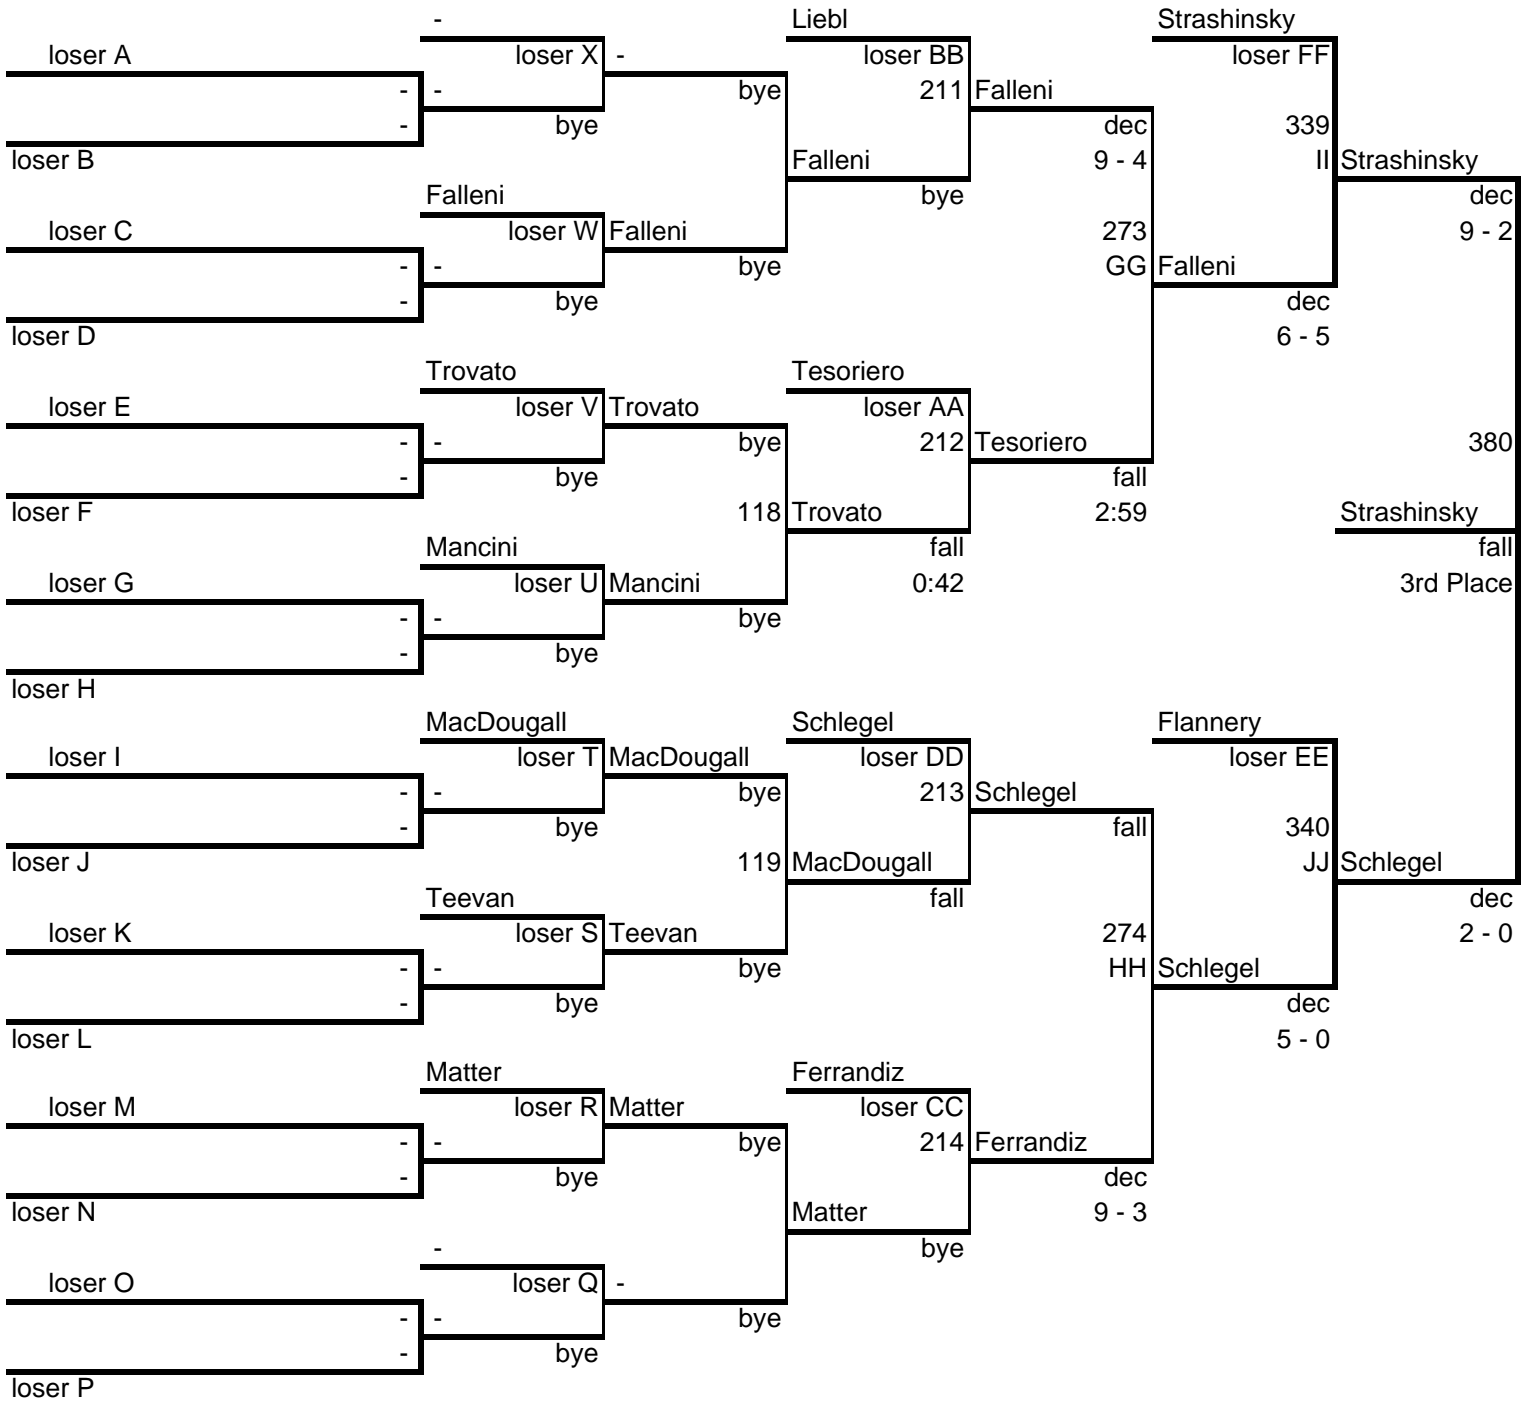 - Liebl Strashinsky
loser A loser X - loser BB loser FF
- - bye 211 Falleni
- bye dec 339
loser B Falleni 9 - 4 II Strashinsky
Falleni bye dec
loser C loser W Falleni 273 9 - 2
- - bye GG Falleni
- bye dec
loser D 6 - 5
Trovato Tesoriero
loser E loser V Trovato loser AA
- - bye 212 Tesoriero 380
- bye fall
loser F 118 Trovato 2:59 Strashinsky
Mancini fall fall
loser G loser U Mancini 0:42 3rd Place
- - bye
- bye
loser H
MacDougall Schlegel Flannery
loser I loser T MacDougall loser DD loser EE
- - bye 213 Schlegel
- bye fall 340
loser J 119 MacDougall JJ Schlegel
Teevan fall dec
loser K loser S Teevan 274 2 - 0
- - bye HH Schlegel
- bye dec
loser L 5 - 0
Matter Ferrandiz
loser M loser R Matter loser CC
- - bye 214 Ferrandiz
- bye dec
loser N Matter 9 - 3
- bye
loser O loser Q -
- - bye
- bye
loser P